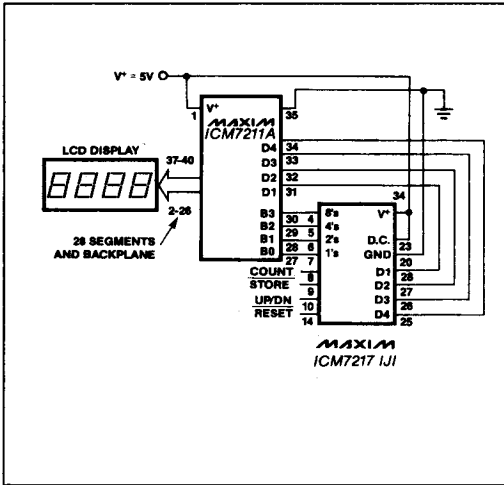 V+ = 5V
1
V+
MAXIM
ICM7211A
35
LCD DISPLAY
37-40
2-26
28 SEGMENTS
AND BACKPLANE
D4
34
D3
33
D2
32
D1
31
B3
30
B2
29
B1
28
B0
27
34
V+
8's
4
4's
5
2's
6
1's
7
D.C.
23
GND
20
D1
28
D2
27
D3
26
D4
25
COUNT
8
STORE
9
UP/DN
10
RESET
14
MAXIM
ICM7217 IJI